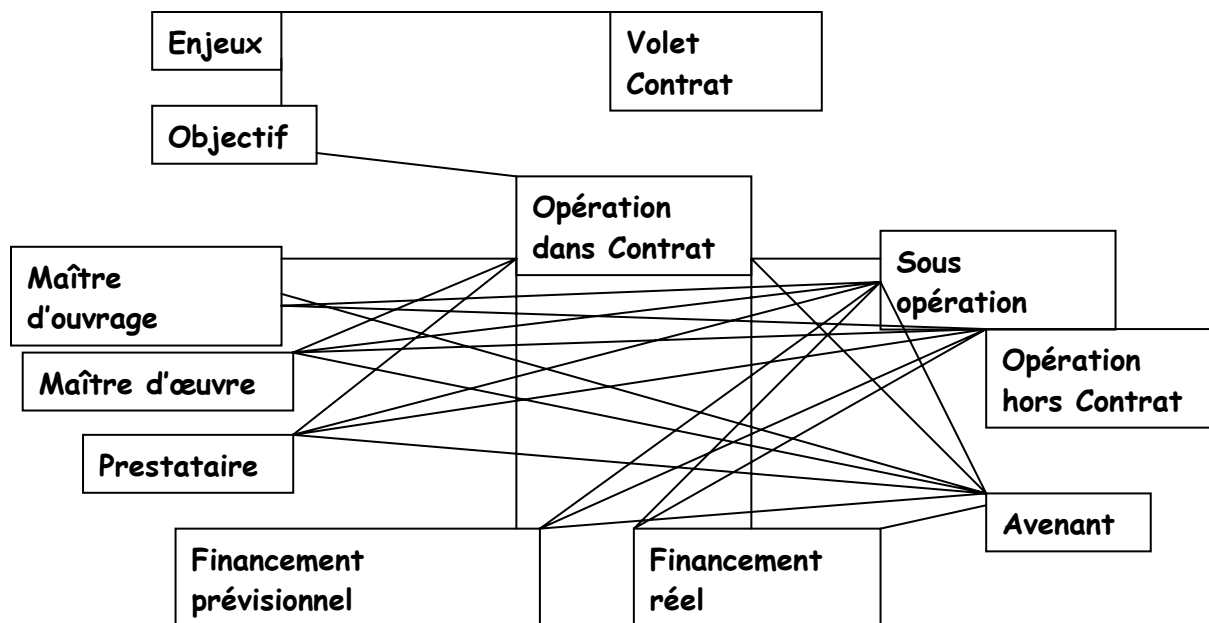 Enjeux
Volet
Contrat
Objectif
Opération
dans Contrat
Sous
opération
Maître
d'ouvrage
Opération
hors Contrat
Maître d'œuvre
Prestataire
Avenant
Financement
prévisionnel
Financement
réel